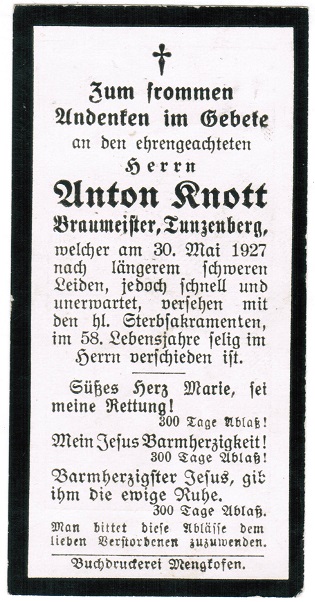 Zum frommen
Andenken im Gebete
an den ehrengeachteten
Herrn
Anton Knott
Braumeister, Tunzenberg,
welcher am 30. Mai 1927
nach längerem schweren
Leiden, jedoch schnell und
unerwartet, versehen mit
den hl. Sterbsakramenten,
im 58. Lebensjahre selig im
Herrn verschieden ist.
Süßes Herz Marie, sei
meine Rettung!
300 Tage Ablaß!
Mein Jesus Barmherzigkeit!
300 Tage Ablaß!
Barmherzigster Jesus, gib
ihm die ewige Ruhe.
300 Tage Ablaß.
Man bittet diese Ablässe dem
lieben Verstorbenen zuzuwenden.
Buchdruckerei Mengkofen.